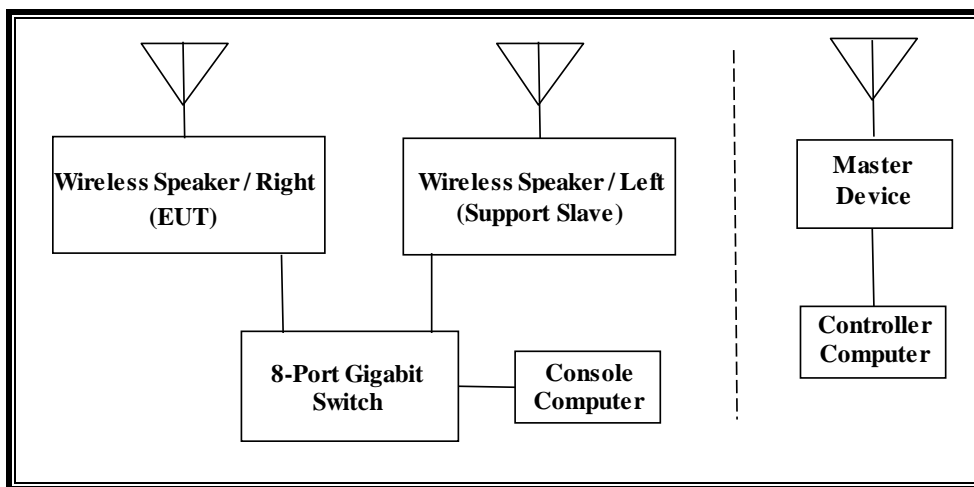 Wireless Speaker / Right
(EUT)
Wireless Speaker / Left
(Support Slave)
Master
Device
8-Port Gigabit
Switch
Console
Computer
Controller
Computer